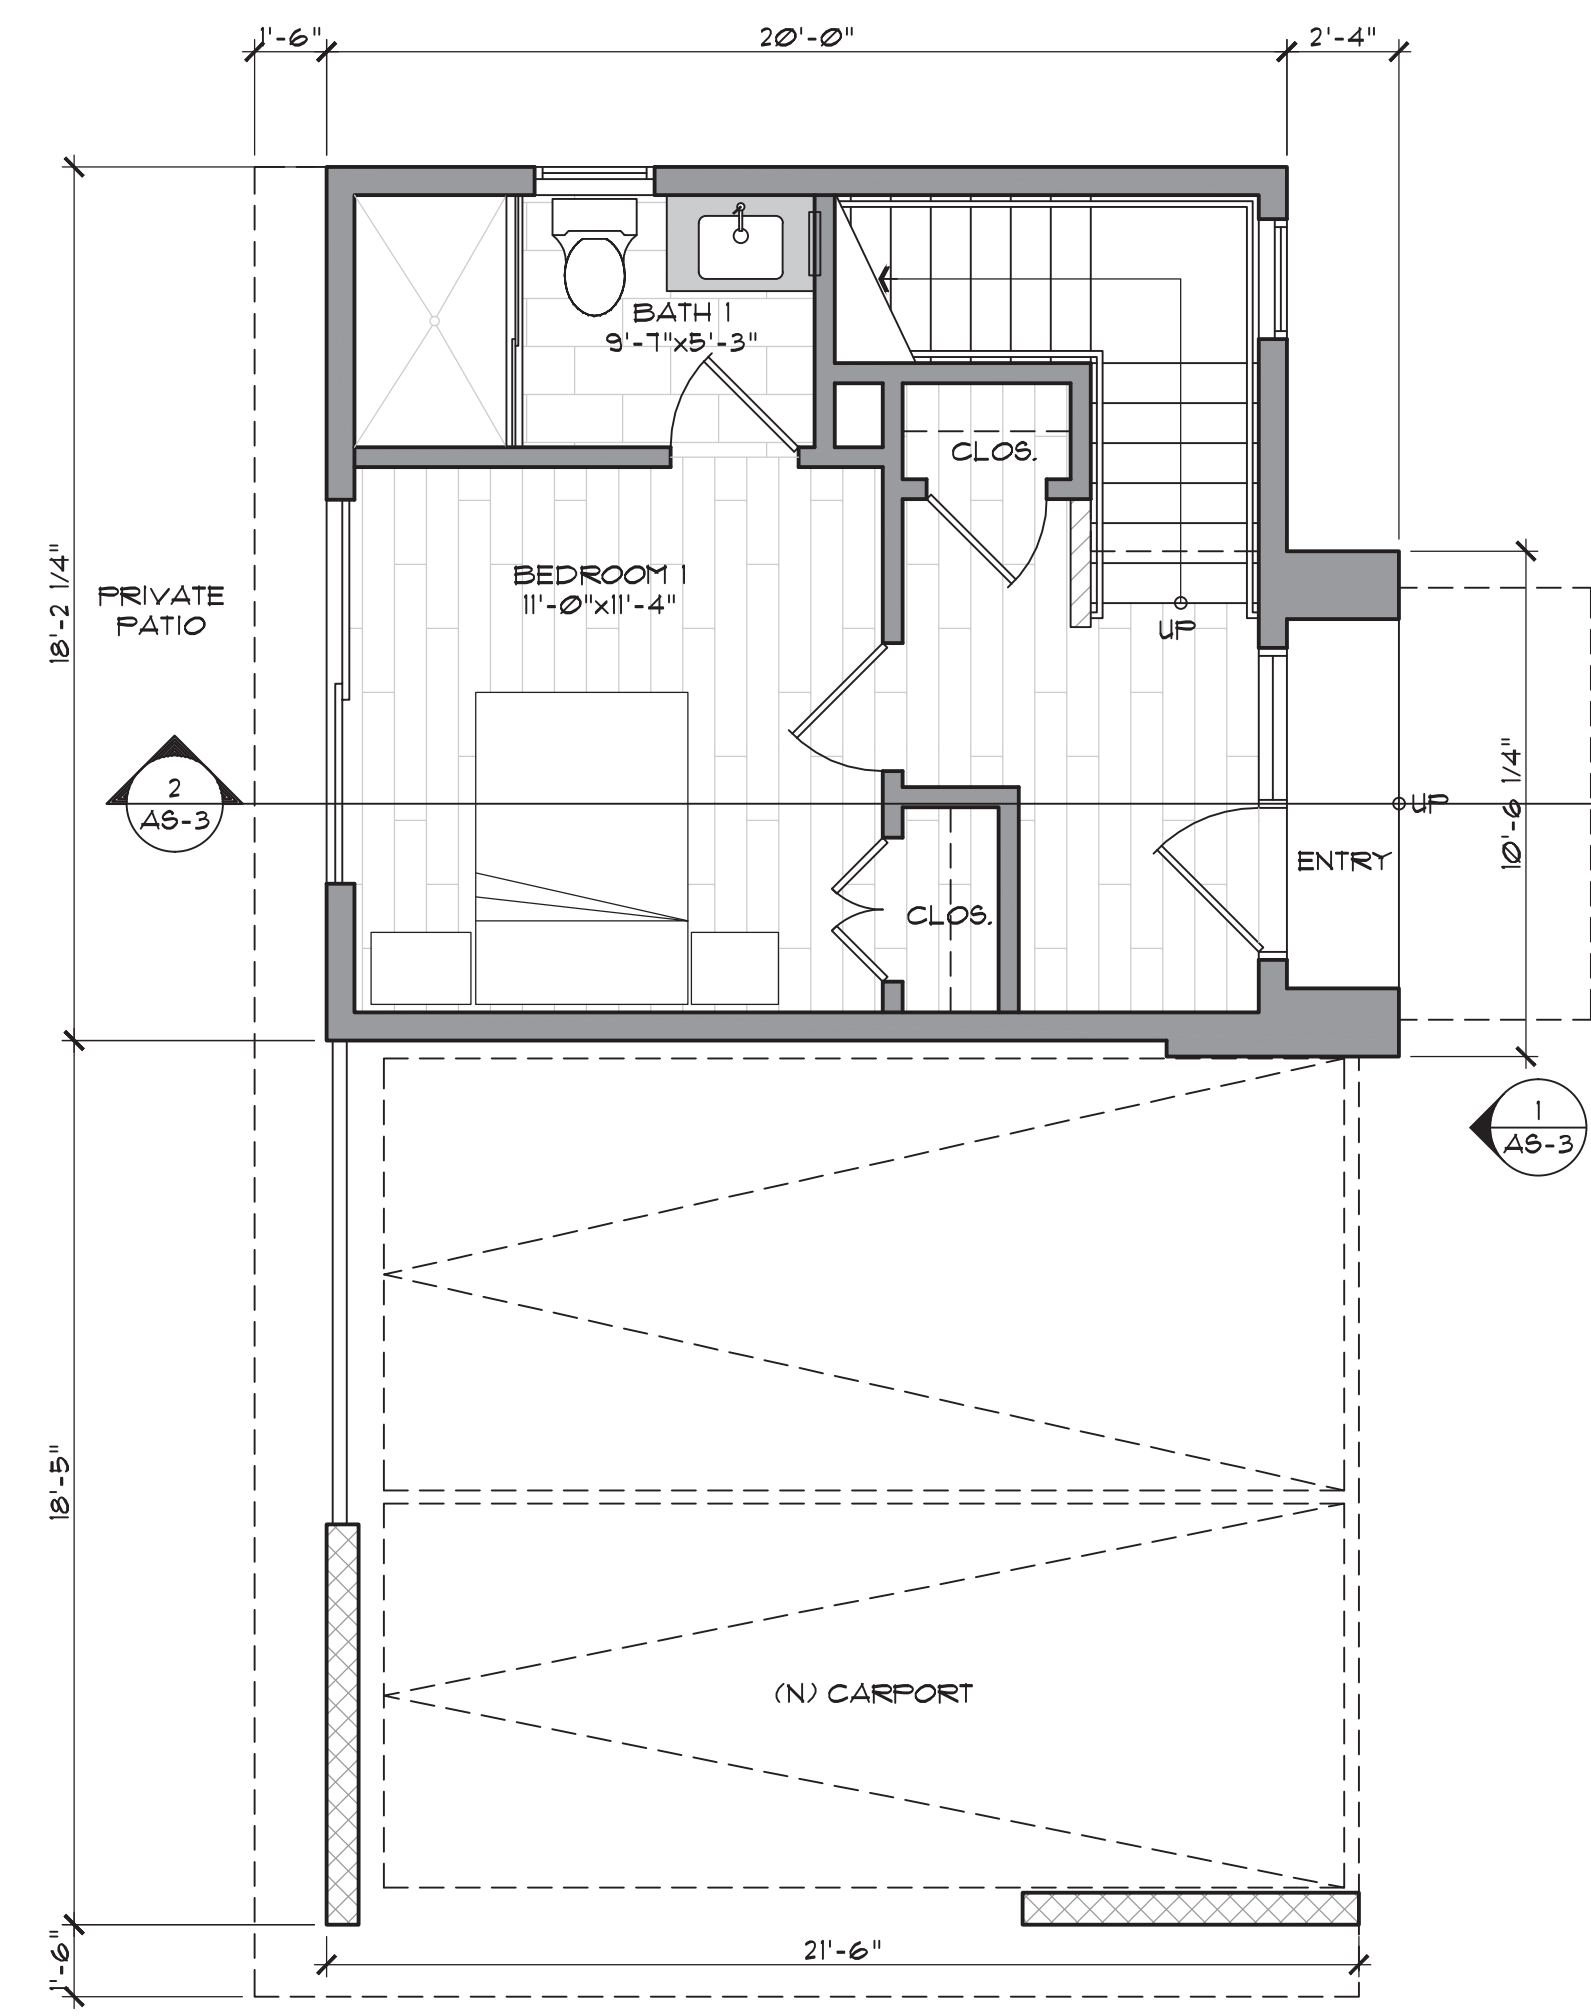 1'-6"
20'-0"
2'-4"
BATH 1
9'-7"x5'-3"
CLOS.
18'-2 1/4"
PRIVATE
PATIO
BEDROOM 1
11'-0"x11'-4"
UP
2
AS-3
10'-6 1/4"
UP
ENTRY
CLOS.
1
AS-3
18'-5"
(N) CARPORT
1'-6"
21'-6"